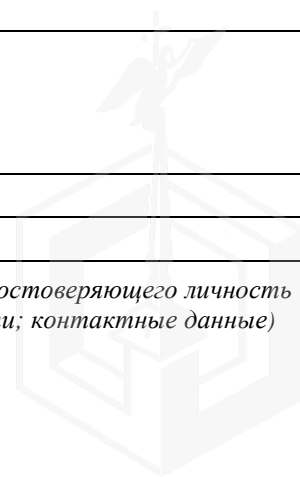 остоверяющего личность
и; контактные данные)